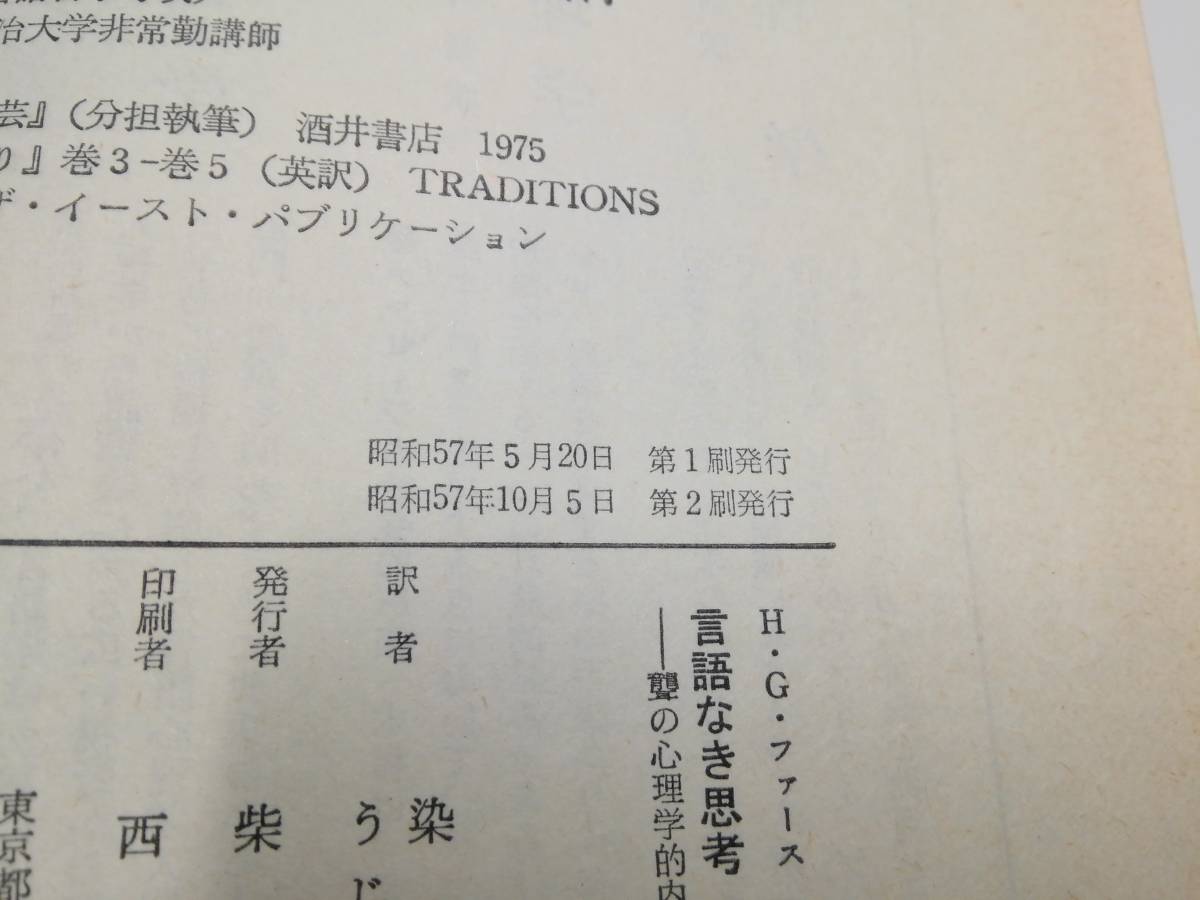 治大学非常勤講師
芸』(分担執筆) 酒井書店 1975
り』巻3-巻5 (英訳) TRADITIONS
ザ・イースト・パブリケーション
昭和57年5月20日 第1刷発行
昭和57年10月5日 第2刷発行
H・G・ファース
言語なき思考
――聾の心理学的内
訳者 染
うじ
発行者 柴
印刷者 西
東京都